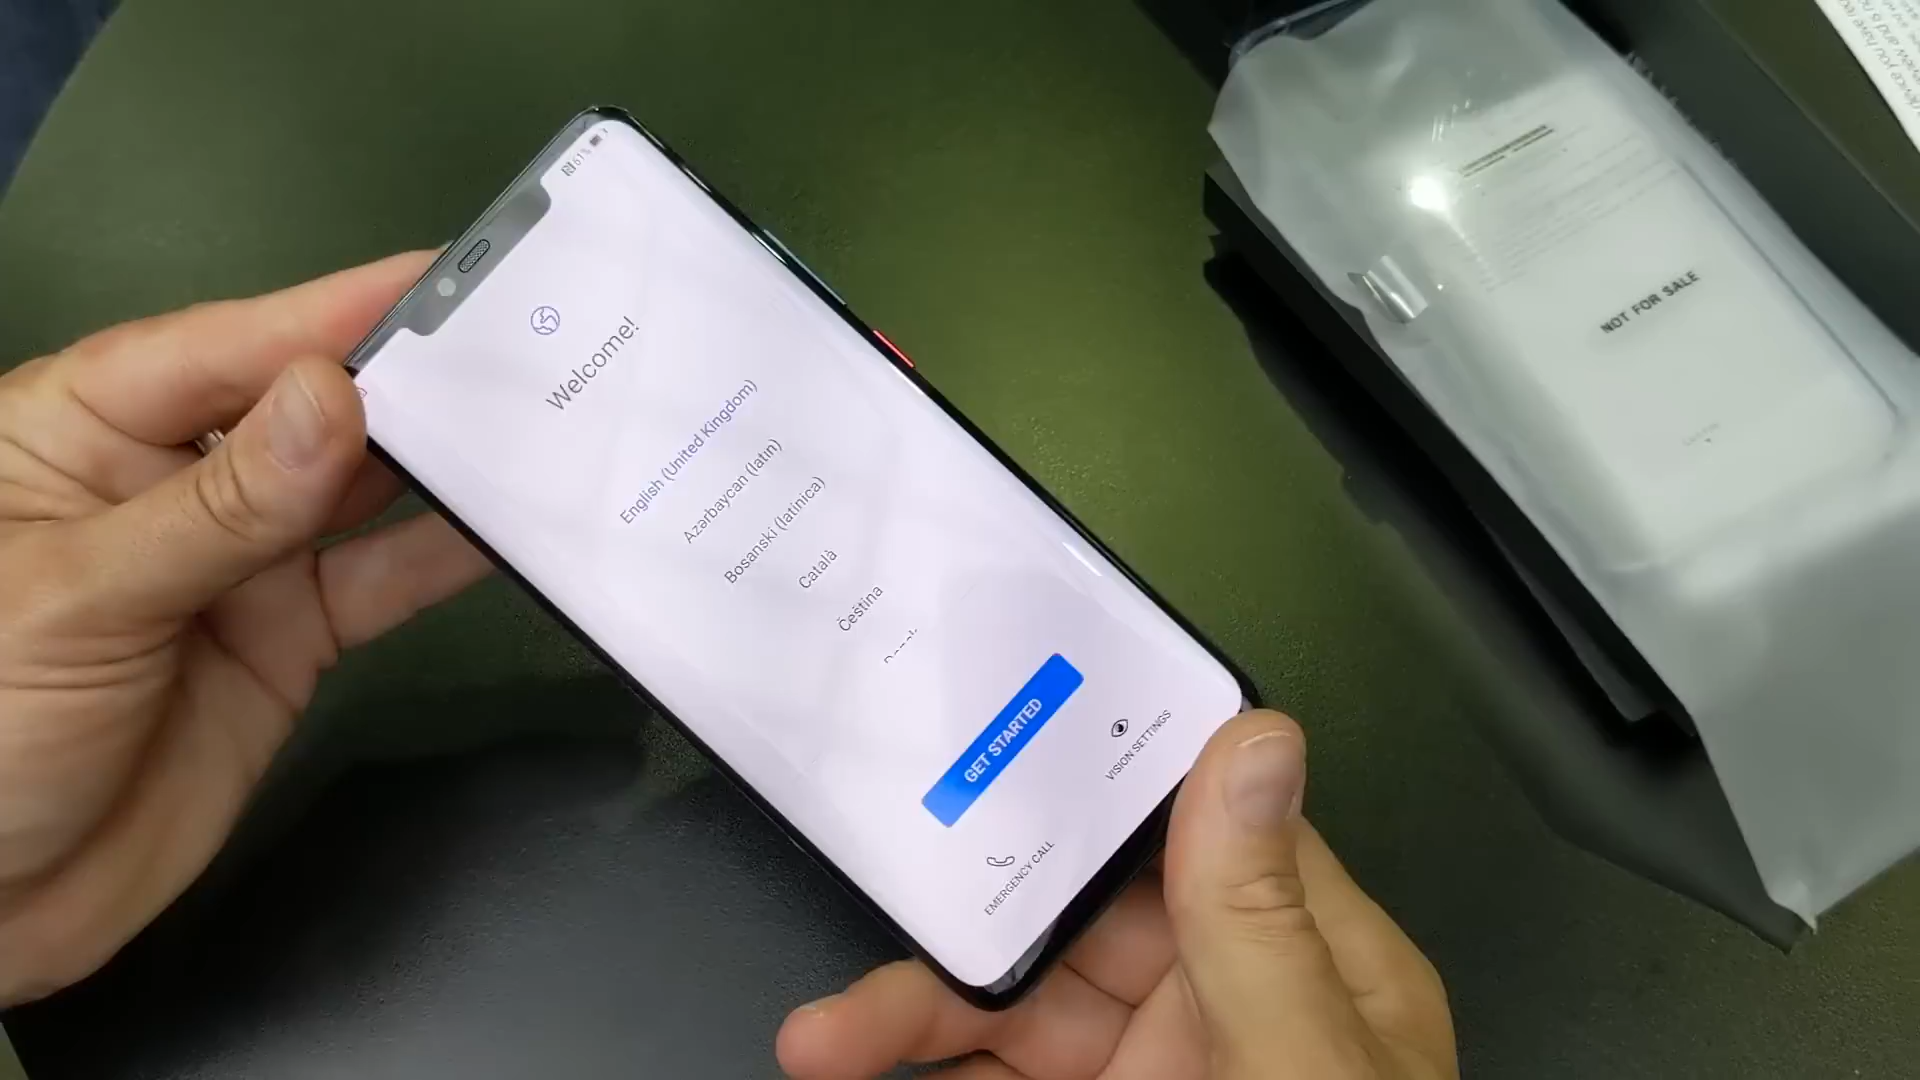 61%
Welcome!
English (United Kingdom)
Azərbaycan (latın)
Bosanski (latinica)
Català
Čeština
GET STARTED
EMERGENCY CALL
VISION SETTINGS
NOT FOR SALE